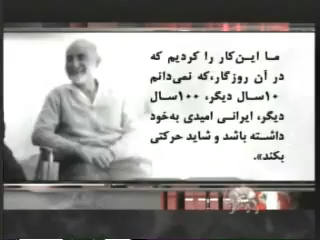 ما این‌کار را کردیم که
در آن روزگار،که نمی‌دانم
۱۰سال دیگر، ۱۰۰سال
دیگر، ایرانی امیدی به‌خود
داشته باشد و شاید حرکتی
بکند».